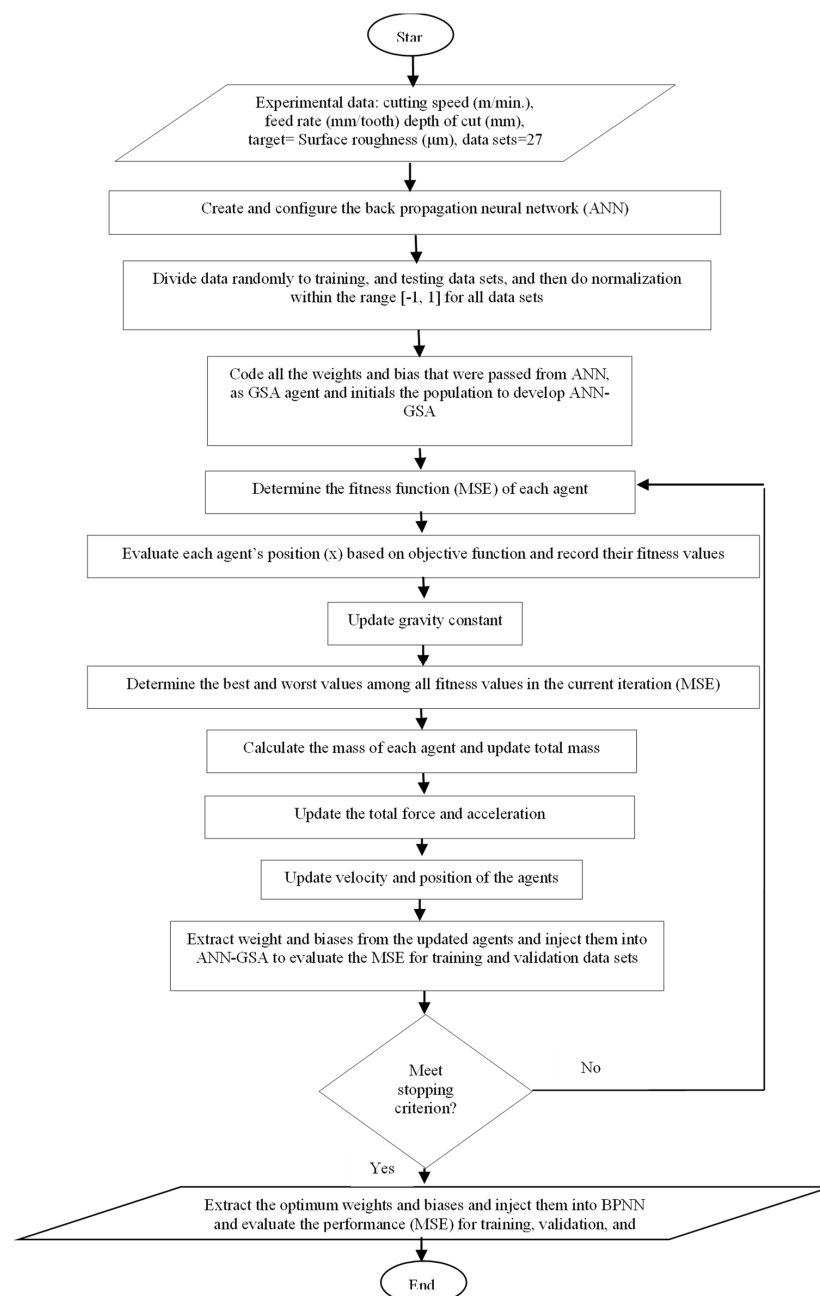 Star
Experimental data: cutting speed (m/min.),
feed rate (mm/tooth) depth of cut (mm),
target= Surface roughness (µm), data sets=27
Create and configure the back propagation neural network (ANN)
Divide data randomly to training, and testing data sets, and then do normalization
within the range [-1, 1] for all data sets
Code all the weights and bias that were passed from ANN,
as GSA agent and initials the population to develop ANN-
GSA
Determine the fitness function (MSE) of each agent
Evaluate each agent’s position (x) based on objective function and record their fitness values
Update gravity constant
Determine the best and worst values among all fitness values in the current iteration (MSE)
Calculate the mass of each agent and update total mass
Update the total force and acceleration
Update velocity and position of the agents
Extract weight and biases from the updated agents and inject them into
ANN-GSA to evaluate the MSE for training and validation data sets
Meet
stopping
criterion?
No
Yes
Extract the optimum weights and biases and inject them into BPNN
and evaluate the performance (MSE) for training, validation, and
End